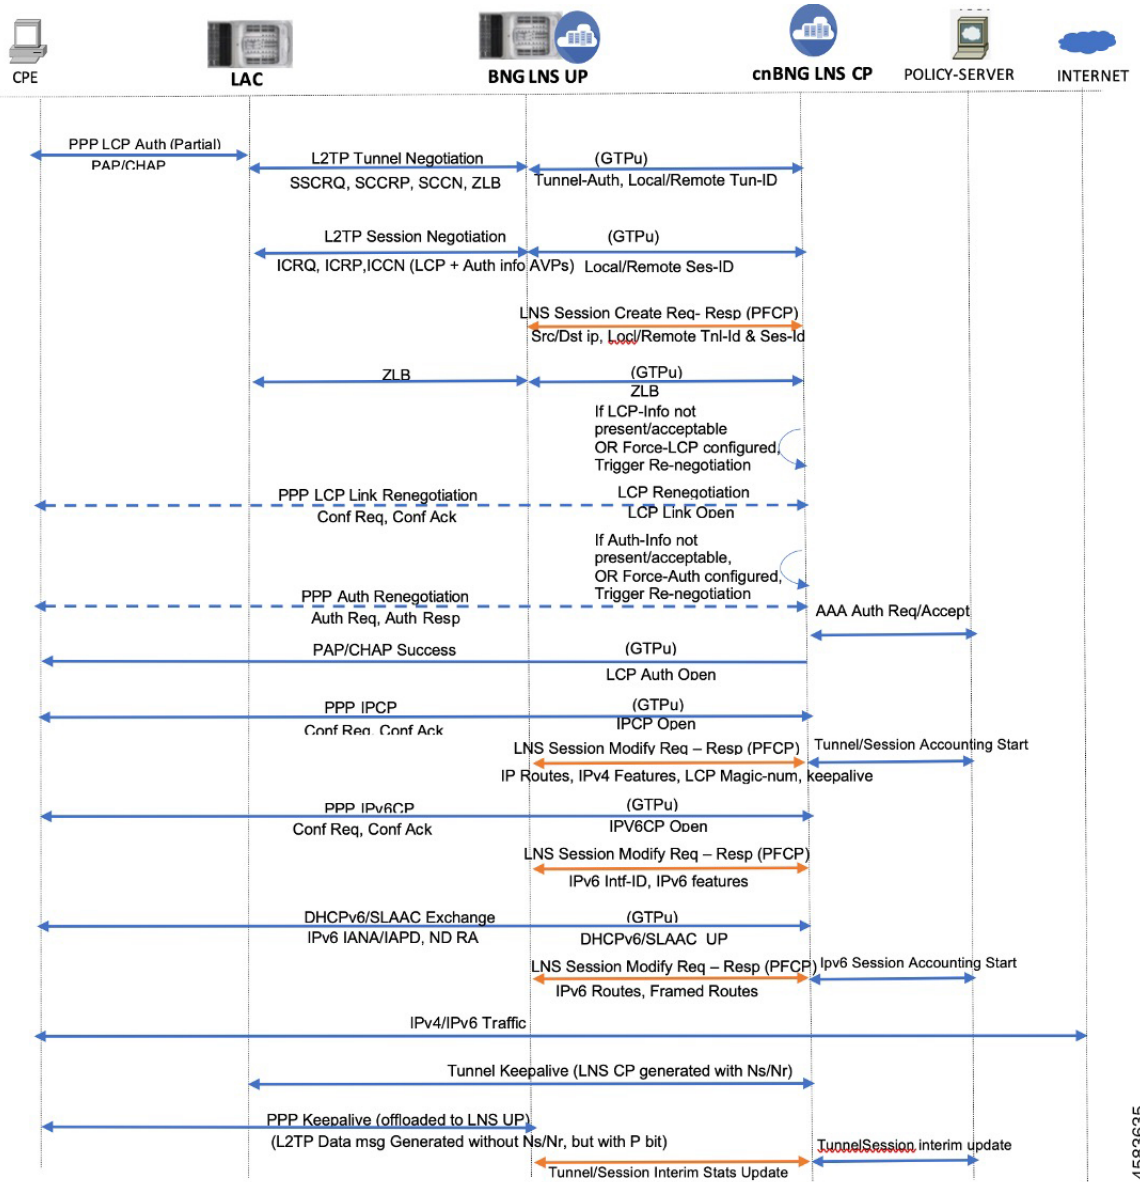 CPE
LAC
BNG LNS UP
cnBNG LNS CP
POLICY-SERVER
INTERNET
PPP LCP Auth (Partial)
PAP/CHAP
L2TP Tunnel Negotiation
(GTPu)
SSCRQ, SCCRP, SCCN, ZLB
Tunnel-Auth, Local/Remote Tun-ID
L2TP Session Negotiation
(GTPu)
ICRQ, ICRP,ICCN (LCP + Auth info AVPs)
Local/Remote Ses-ID
LNS Session Create Req- Resp (PFCP)
Src/Dst ip, Locl/Remote Tnl-Id & Ses-Id
ZLB
(GTPu)
ZLB
If LCP-Info not
present/acceptable
OR Force-LCP configured,
Trigger Re-negotiation
PPP LCP Link Renegotiation
LCP Renegotiation
Conf Req, Conf Ack
LCP Link Open
If Auth-Info not
present/acceptable,
OR Force-Auth configured,
Trigger Re-negotiation
PPP Auth Renegotiation
Auth Req, Auth Resp
AAA Auth Req/Accept
PAP/CHAP Success
(GTPu)
LCP Auth Open
PPP IPCP
(GTPu)
Conf Req, Conf Ack
IPCP Open
LNS Session Modify Req – Resp (PFCP)
Tunnel/Session Accounting Start
IP Routes, IPv4 Features, LCP Magic-num, keepalive
PPP IPv6CP
(GTPu)
Conf Req, Conf Ack
IPV6CP Open
LNS Session Modify Req – Resp (PFCP)
IPv6 Intf-ID, IPv6 features
DHCPv6/SLAAC Exchange
(GTPu)
IPv6 IANA/IAPD, ND RA
DHCPv6/SLAAC UP
LNS Session Modify Req – Resp (PFCP)
Ipv6 Session Accounting Start
IPv6 Routes, Framed Routes
IPv4/IPv6 Traffic
Tunnel Keepalive (LNS CP generated with Ns/Nr)
PPP Keepalive (offloaded to LNS UP)
(L2TP Data msg Generated without Ns/Nr, but with P bit)
TunnelSession interim update
Tunnel/Session Interim Stats Update